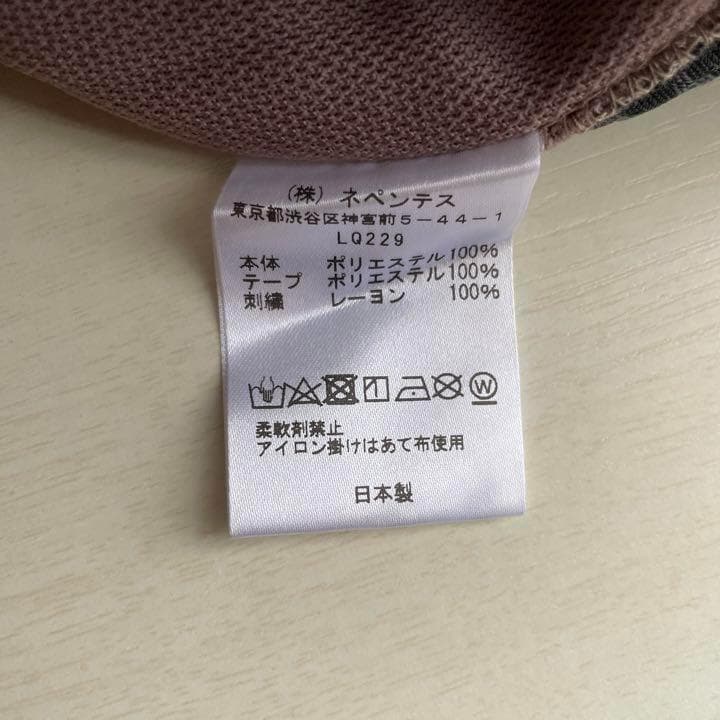 （株）ネペンテス
東京都渋谷区神宮前5－44－1
LQ229
本体 ポリエステル100%
テープ ポリエステル100%
刺繍 レーヨン 100%
W
柔軟剤禁止
アイロン掛けはあて布使用
日本製